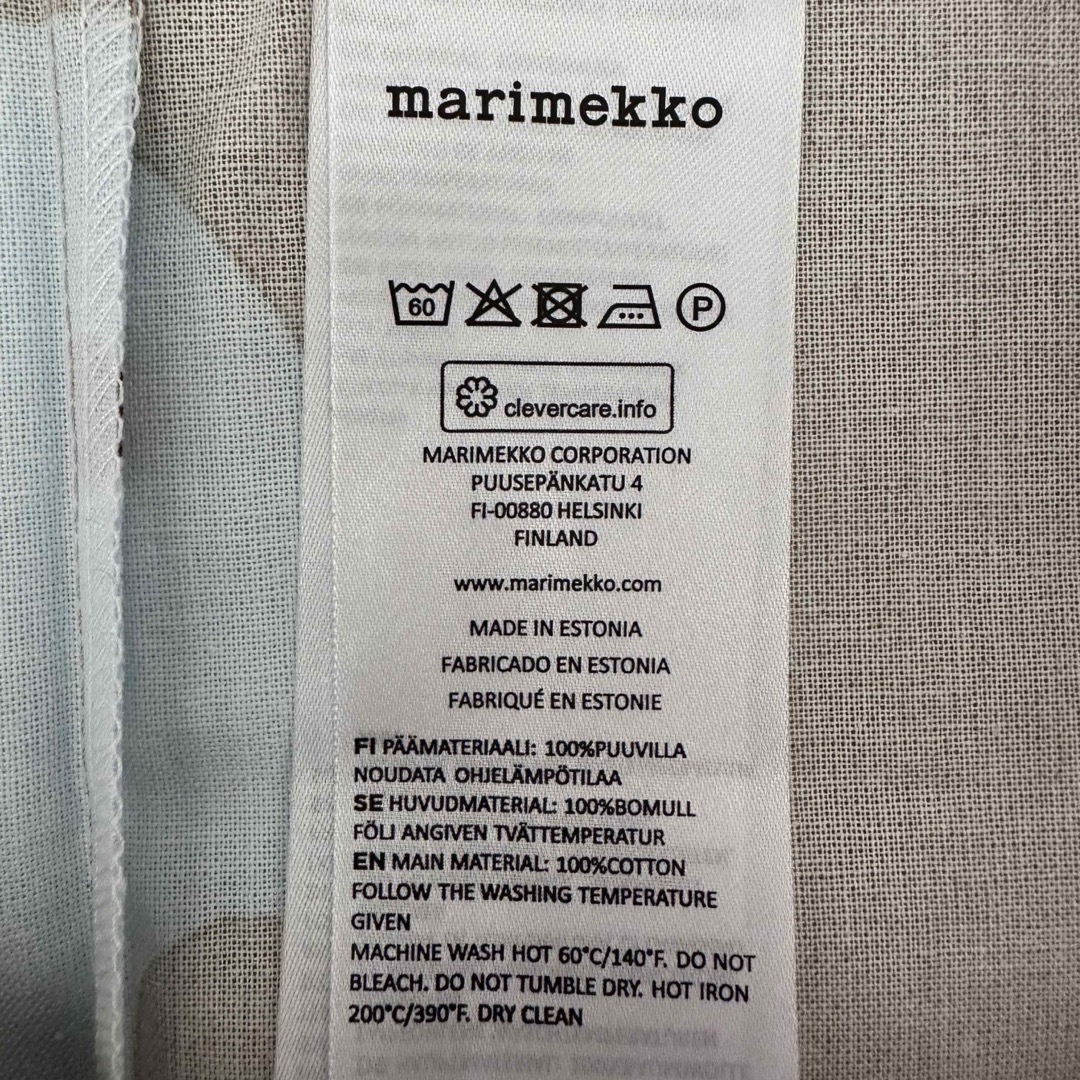 marimekko
60 P
clevercare.info
MARIMEKKO CORPORATION
PUUSEPÄNKATU 4
FI-00880 HELSINKI
FINLAND
www.marimekko.com
MADE IN ESTONIA
FABRICADO EN ESTONIA
FABRIQUÉ EN ESTONIE
FI PÄÄMATERIAALI: 100%PUUVILLA
NOUDATA OHJELÄMPÖTILAA
SE HUVUDMATERIAL: 100%BOMULL
FÖLJ ANGIVEN TVÄTTEMPERATUR
EN MAIN MATERIAL: 100%COTTON
FOLLOW THE WASHING TEMPERATURE
GIVEN
MACHINE WASH HOT 60°C/140°F. DO NOT
BLEACH. DO NOT TUMBLE DRY. HOT IRON
200°C/390°F. DRY CLEAN